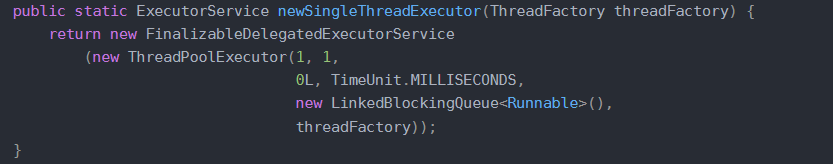 public static ExecutorService newSingleThreadExecutor(ThreadFactory threadFactory) {
    return new FinalizableDelegatedExecutorService
        (new ThreadPoolExecutor(1, 1,
                                0L, TimeUnit.MILLISECONDS,
                                new LinkedBlockingQueue<Runnable>(),
                                threadFactory));
}